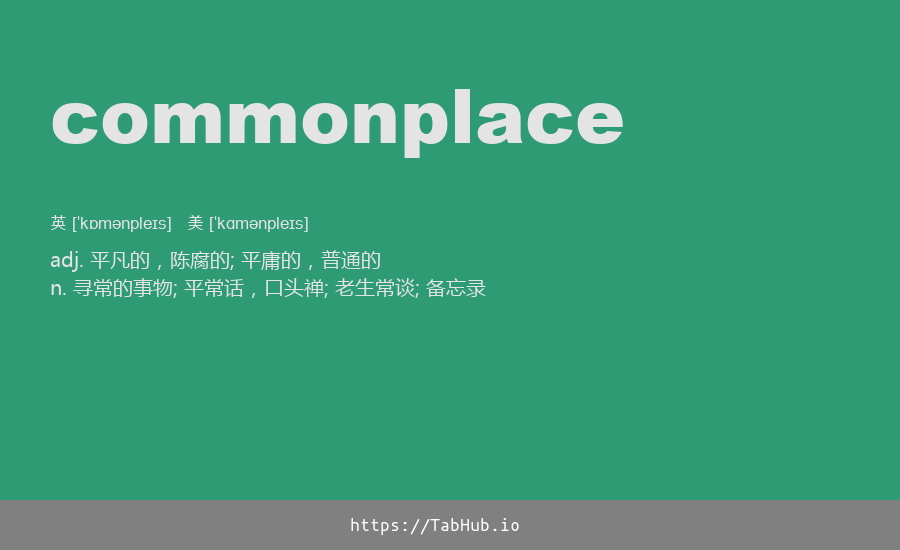 commonplace
英 [ˈkɒmənpleɪs]   美 [ˈkɑmənpleɪs]
adj. 平凡的，陈腐的; 平庸的，普通的
n. 寻常的事物; 平常话，口头禅; 老生常谈; 备忘录
https://TabHub.io